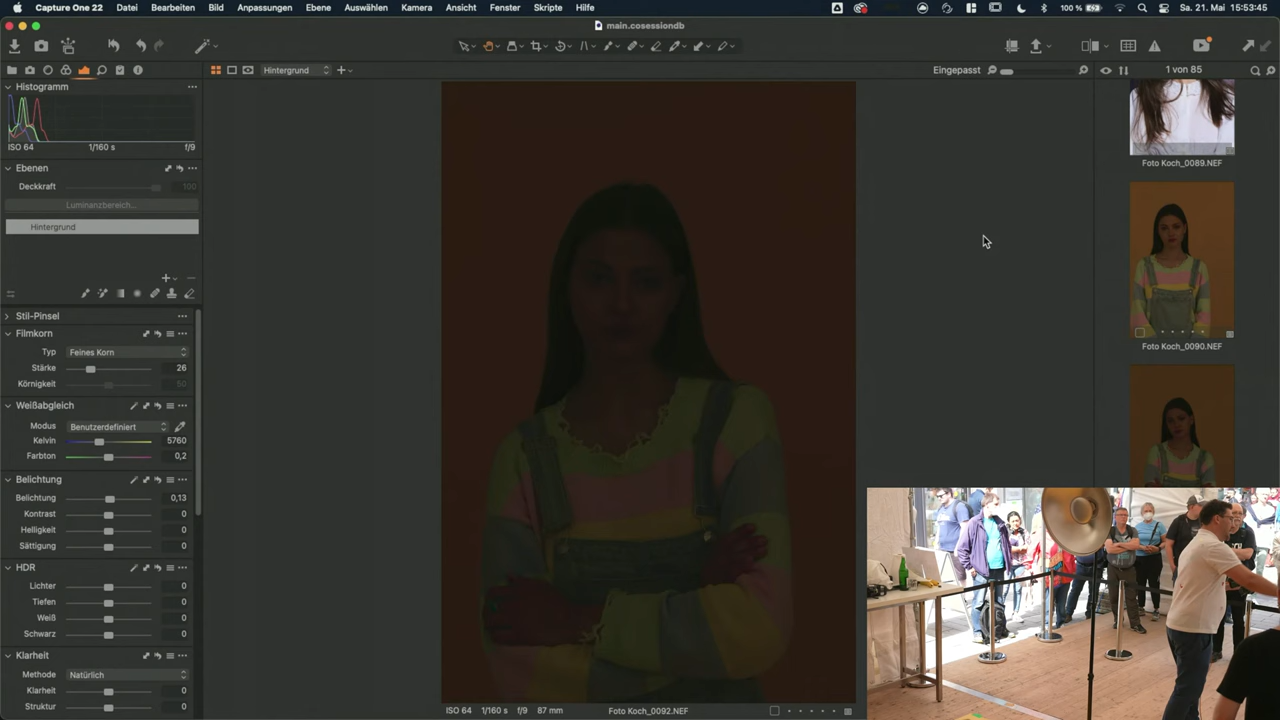 Capture One 22 Datei Bearbeiten Bild Anpassungen Ebene Auswählen Kamera Ansicht Fenster Skripte Hilfe 100 % Sa. 21. Mai 15:53:45
main.cosessiondb
Hintergrund
Eingepasst
1 von 85
Histogramm
ISO 64 1/160 s f/9
Ebenen
Deckkraft 100
Luminanzbereich...
Hintergrund
Stil-Pinsel
Filmkorn
Typ Feines Korn
Stärke 26
Körnigkeit 50
Weißabgleich
Modus Benutzerdefiniert
Kelvin 5760
Farbton 0,2
Belichtung
Belichtung 0,13
Kontrast 0
Helligkeit 0
Sättigung 0
HDR
Lichter 0
Tiefen 0
Weiß 0
Schwarz 0
Klarheit
Methode Natürlich
Klarheit 0
Struktur 0
ISO 64 1/160 s f/9 87 mm Foto Koch_0092.NEF
Foto Koch_0089.NEF
Foto Koch_0090.NEF